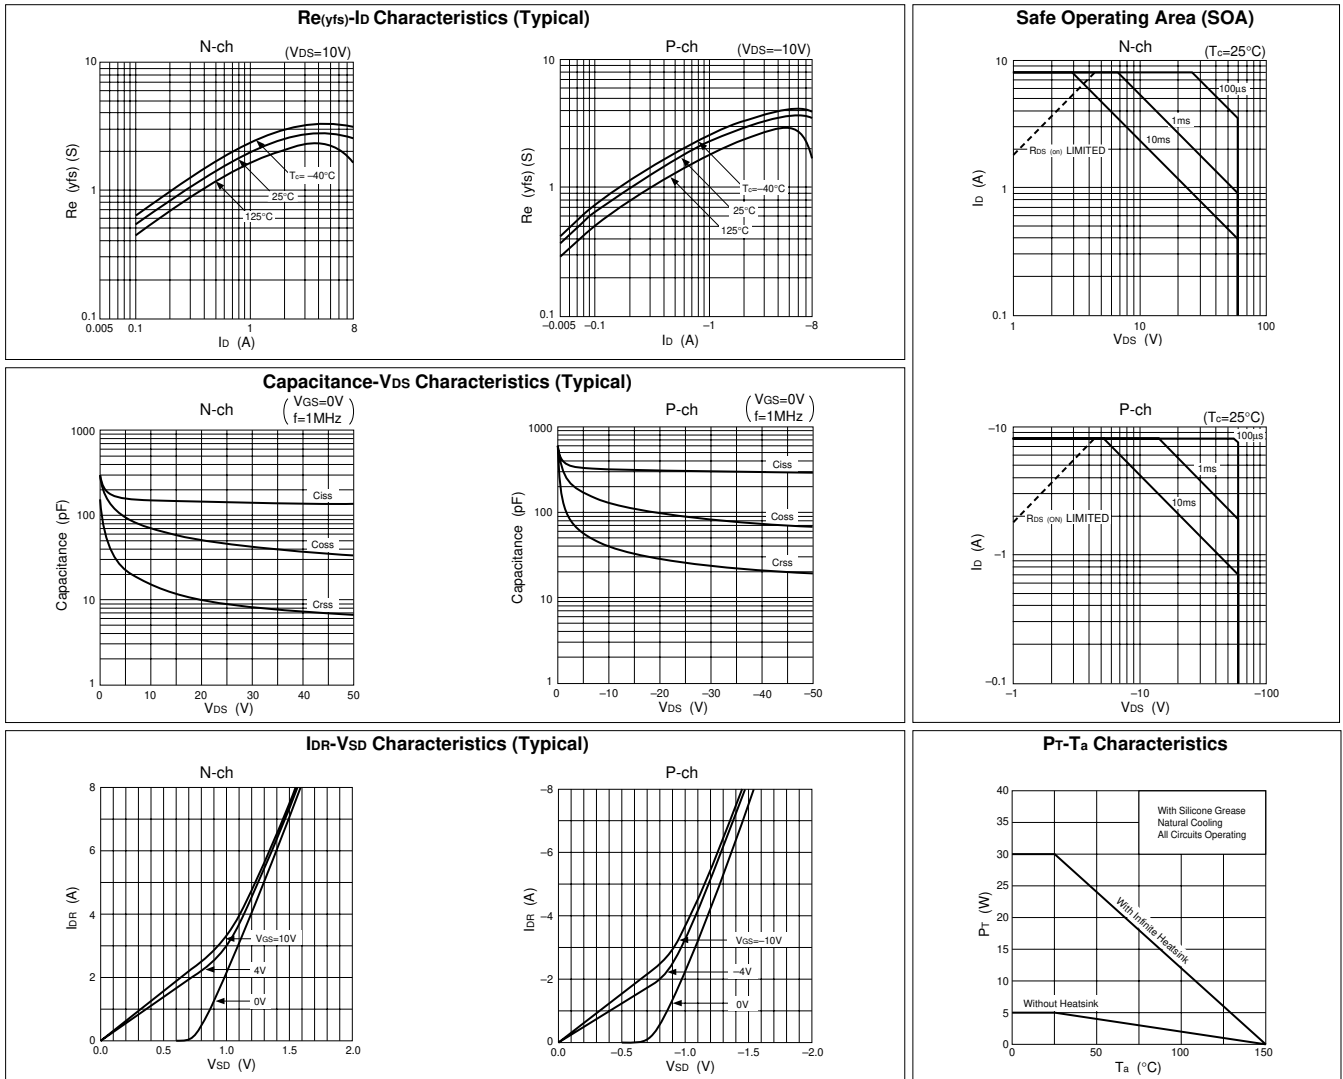 Re(yfs)-ID Characteristics (Typical)
N-ch
(VDS=10V)
10
1
0.1
Re (yfs) (S)
Tc= –40°C
25°C
125°C
0.005 0.1 1 8
ID (A)
P-ch
(VDS=–10V)
10
1
0.1
Re (yfs) (S)
Tc=–40°C
25°C
125°C
–0.005 –0.1 –1 –8
ID (A)
Capacitance-VDS Characteristics (Typical)
N-ch
(VGS=0V
f=1MHz)
1000
100
10
1
Capacitance (pF)
Ciss
Coss
Crss
0 10 20 30 40 50
VDS (V)
P-ch
(VGS=0V
f=1MHz)
1000
100
10
1
Capacitance (pF)
Ciss
Coss
Crss
0 –10 –20 –30 –40 –50
VDS (V)
IDR-VSD Characteristics (Typical)
N-ch
8
6
4
2
0
IDR (A)
VGS=10V
4V
0V
0.0 0.5 1.0 1.5 2.0
VSD (V)
P-ch
–8
–6
–4
–2
0
IDR (A)
VGS=–10V
–4V
0V
0.0 –0.5 –1.0 –1.5 –2.0
VSD (V)
Safe Operating Area (SOA)
N-ch
(Tc=25°C)
10
1
0.1
ID (A)
100µs
1ms
10ms
RDS (on) LIMITED
1 10 100
VDS (V)
P-ch
(Tc=25°C)
–10
–1
–0.1
ID (A)
100µs
1ms
10ms
RDS (ON) LIMITED
–1 –10 –100
VDS (V)
PT-Ta Characteristics
40
35
30
25
20
15
10
5
0
PT (W)
With Silicone Grease
Natural Cooling
All Circuits Operating
With Infinite Heatsink
Without Heatsink
0 50 100 150
Ta (°C)